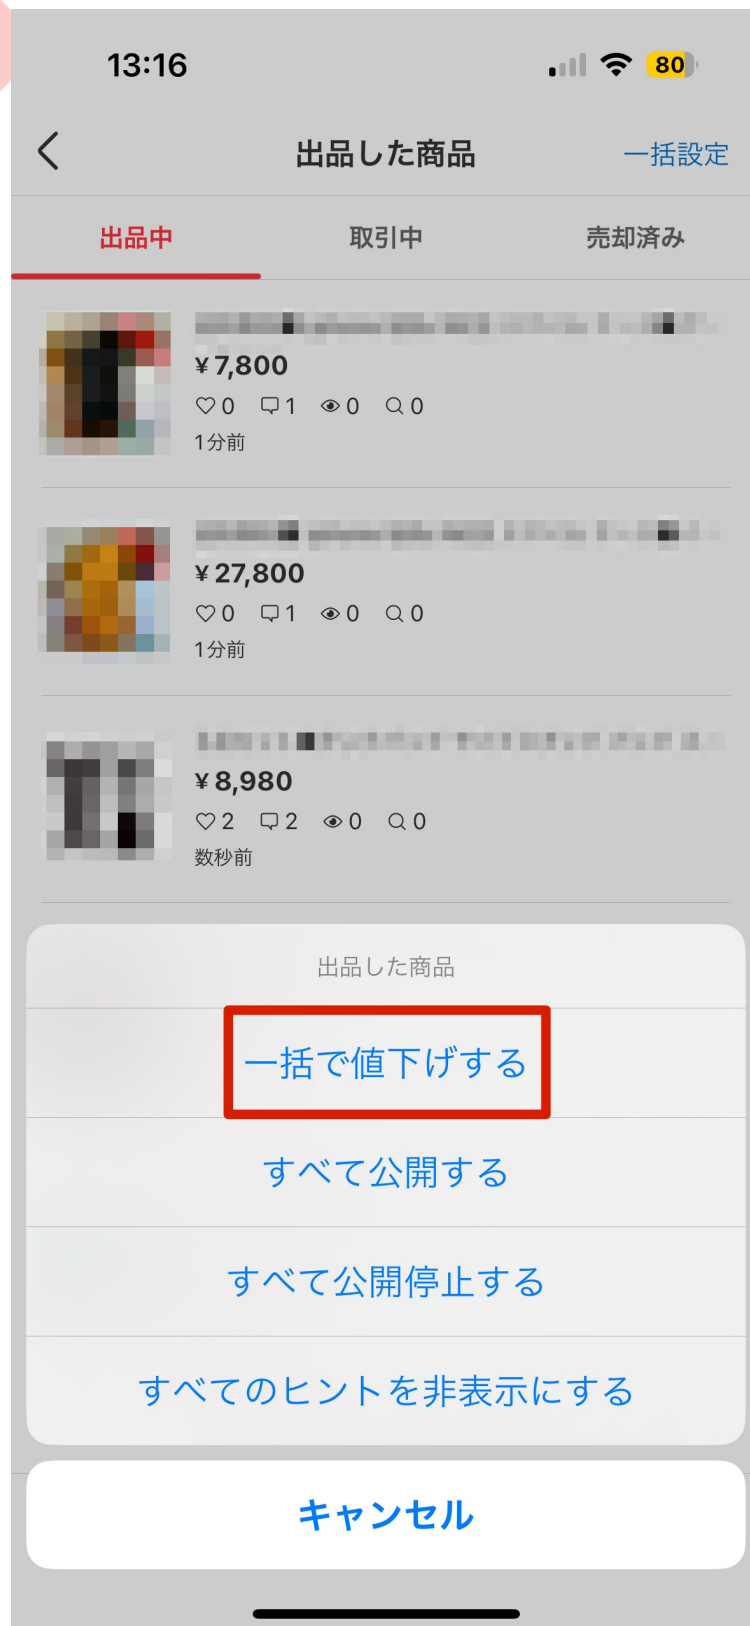 13:16
80
出品した商品
一括設定
出品中
取引中
売却済み
¥7,800
0 1 0 0
1分前
¥27,800
0 1 0 0
1分前
¥8,980
2 2 0 0
数秒前
出品した商品
一括で値下げする
すべて公開する
すべて公開停止する
すべてのヒントを非表示にする
キャンセル